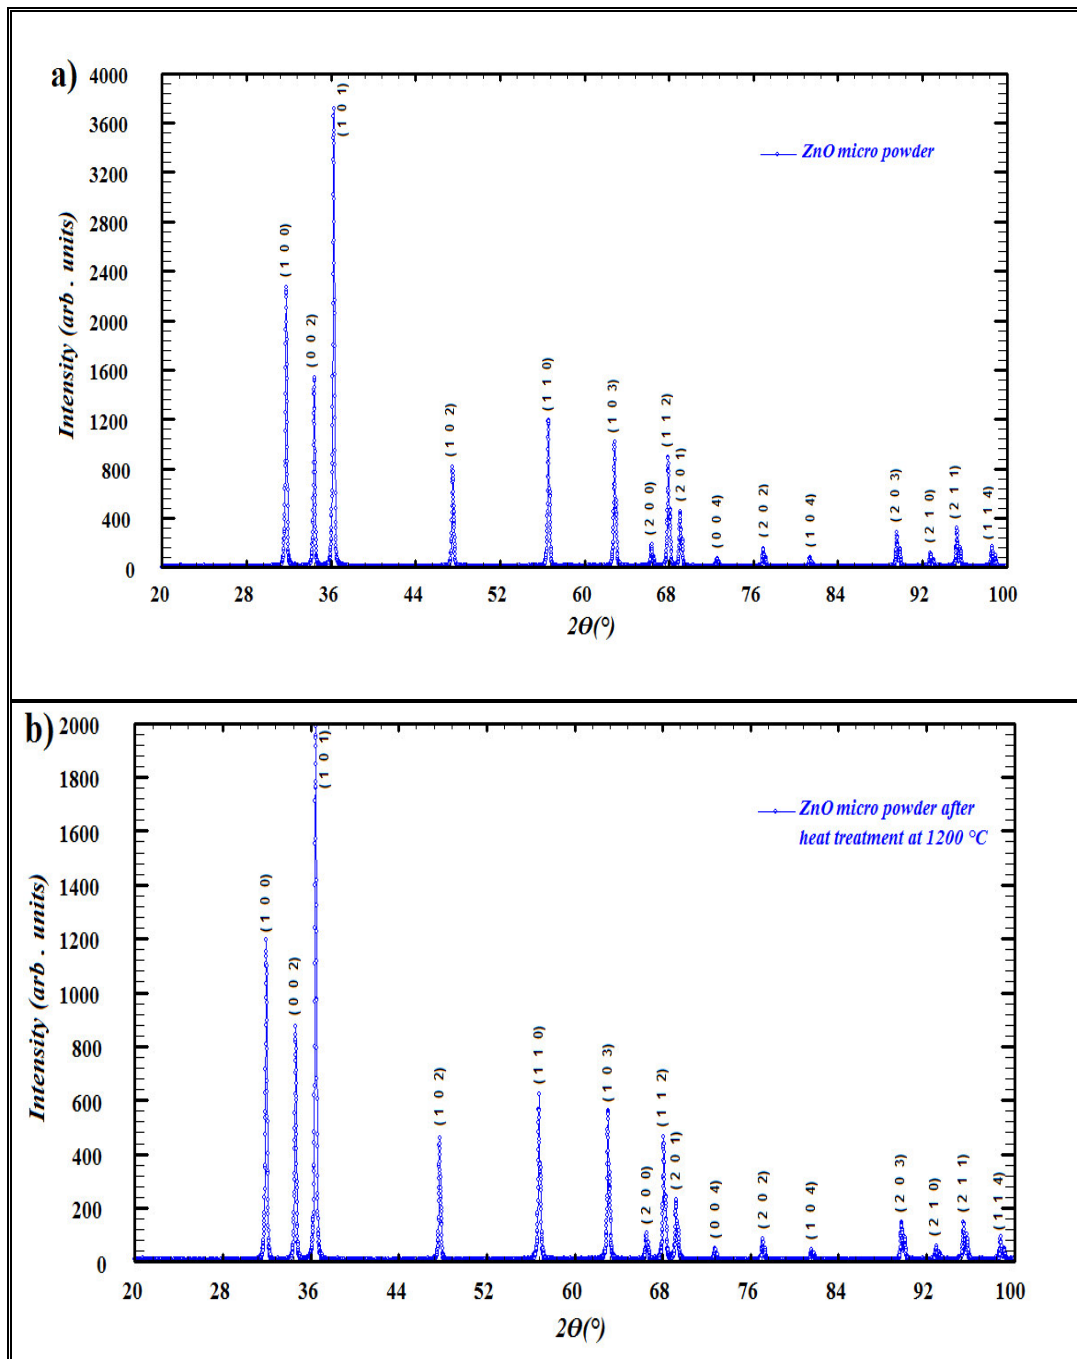 a)
4000
3600
3200
2800
2400
2000
1600
1200
800
400
0
Intensity (arb . units)
(1 0 0)
(0 0 2)
(1 0 1)
(1 0 2)
(1 1 0)
(1 0 3)
(2 0 0)
(1 1 2)
(2 0 1)
(0 0 4)
(2 0 2)
(1 0 4)
(2 0 3)
(2 1 0)
(2 1 1)
(1 1 4)
ZnO micro powder
20 28 36 44 52 60 68 76 84 92 100
2θ(°)
b)
2000
1800
1600
1400
1200
1000
800
600
400
200
0
Intensity (arb . units)
(1 0 0)
(0 0 2)
(1 0 1)
(1 0 2)
(1 1 0)
(1 0 3)
(2 0 0)
(1 1 2)
(2 0 1)
(0 0 4)
(2 0 2)
(1 0 4)
(2 0 3)
(2 1 0)
(2 1 1)
(1 1 4)
ZnO micro powder after
heat treatment at 1200 °C
20 28 36 44 52 60 68 76 84 92 100
2θ(°)